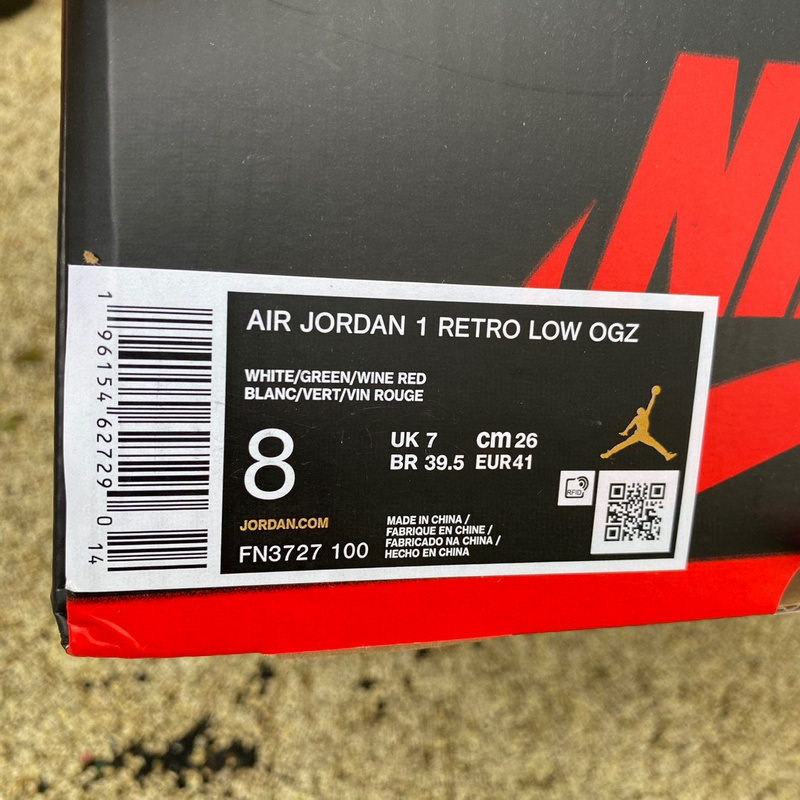 NIK
AIR JORDAN 1 RETRO LOW OGZ
WHITE/GREEN/WINE RED
BLANC/VERT/VIN ROUGE
8
UK 7 cm 26
BR 39.5 EUR41
RFID
JORDAN.COM
FN3727 100
MADE IN CHINA /
FABRIQUE EN CHINE /
FABRICADO NA CHINA /
HECHO EN CHINA
1 96154 62729 0 14